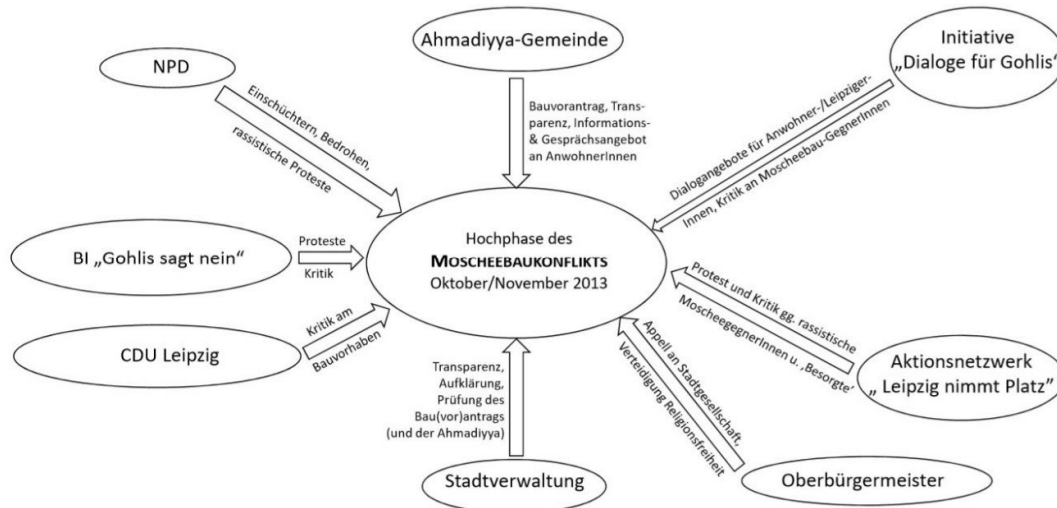 NPD
Einschüchtern, Bedrohen,
rassistische Proteste
Ahmadiyya-Gemeinde
Bauvorantrag, Trans-
parenz, Informations-
& Gesprächsangebot
an AnwohnerInnen
Initiative
„Dialoge für Gohlis“
Dialogangebote für Anwohner-/Leipziger-
Innen, Kritik an Moscheebau-GegnerInnen
BI „Gohlis sagt nein“
Proteste
Kritik
Hochphase des
MOSCHEEBAUKONFLIKTS
Oktober/November 2013
CDU Leipzig
Kritik am
Bauvorhaben
Transparenz,
Aufklärung,
Prüfung des
Bau(vor)antrags
(und der Ahmadiyya)
Stadtverwaltung
Appell an Stadtgesellschaft,
Verteidigung Religionsfreiheit
Oberbürgermeister
Protest und Kritik gg. rassistische
MoscheegegnerInnen u. ‚Besorgte‘
Aktionsnetzwerk
„ Leipzig nimmt Platz”